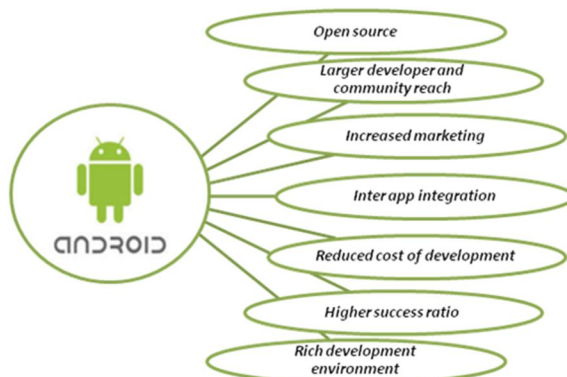 Open source
Larger developer and
community reach
Increased marketing
ANDROID
Inter app integration
Reduced cost of development
Higher success ratio
Rich development
environment